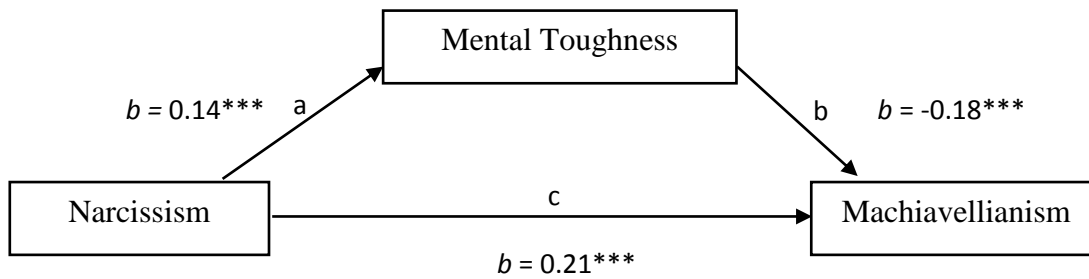 Mental Toughness
b = 0.14***
a
b
b = -0.18***
Narcissism
c
Machiavellianism
b = 0.21***